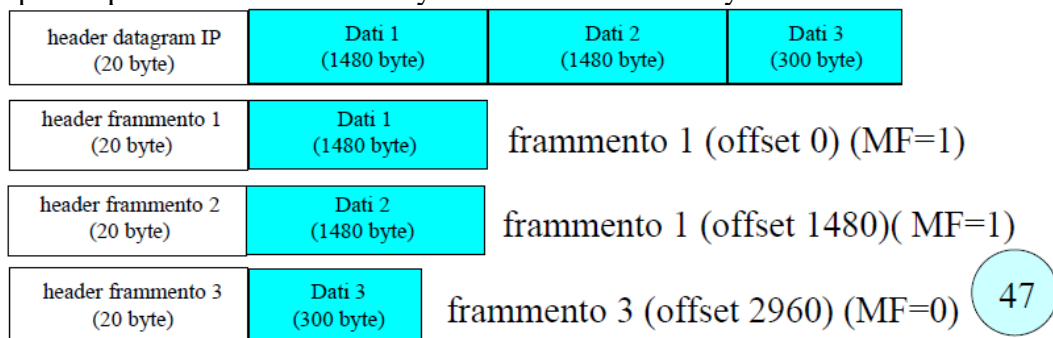 header datagram IP
(20 byte)
Dati 1
(1480 byte)
Dati 2
(1480 byte)
Dati 3
(300 byte)
header frammento 1
(20 byte)
Dati 1
(1480 byte)
frammento 1 (offset 0) (MF=1)
header frammento 2
(20 byte)
Dati 2
(1480 byte)
frammento 1 (offset 1480)( MF=1)
header frammento 3
(20 byte)
Dati 3
(300 byte)
frammento 3 (offset 2960) (MF=0)
47